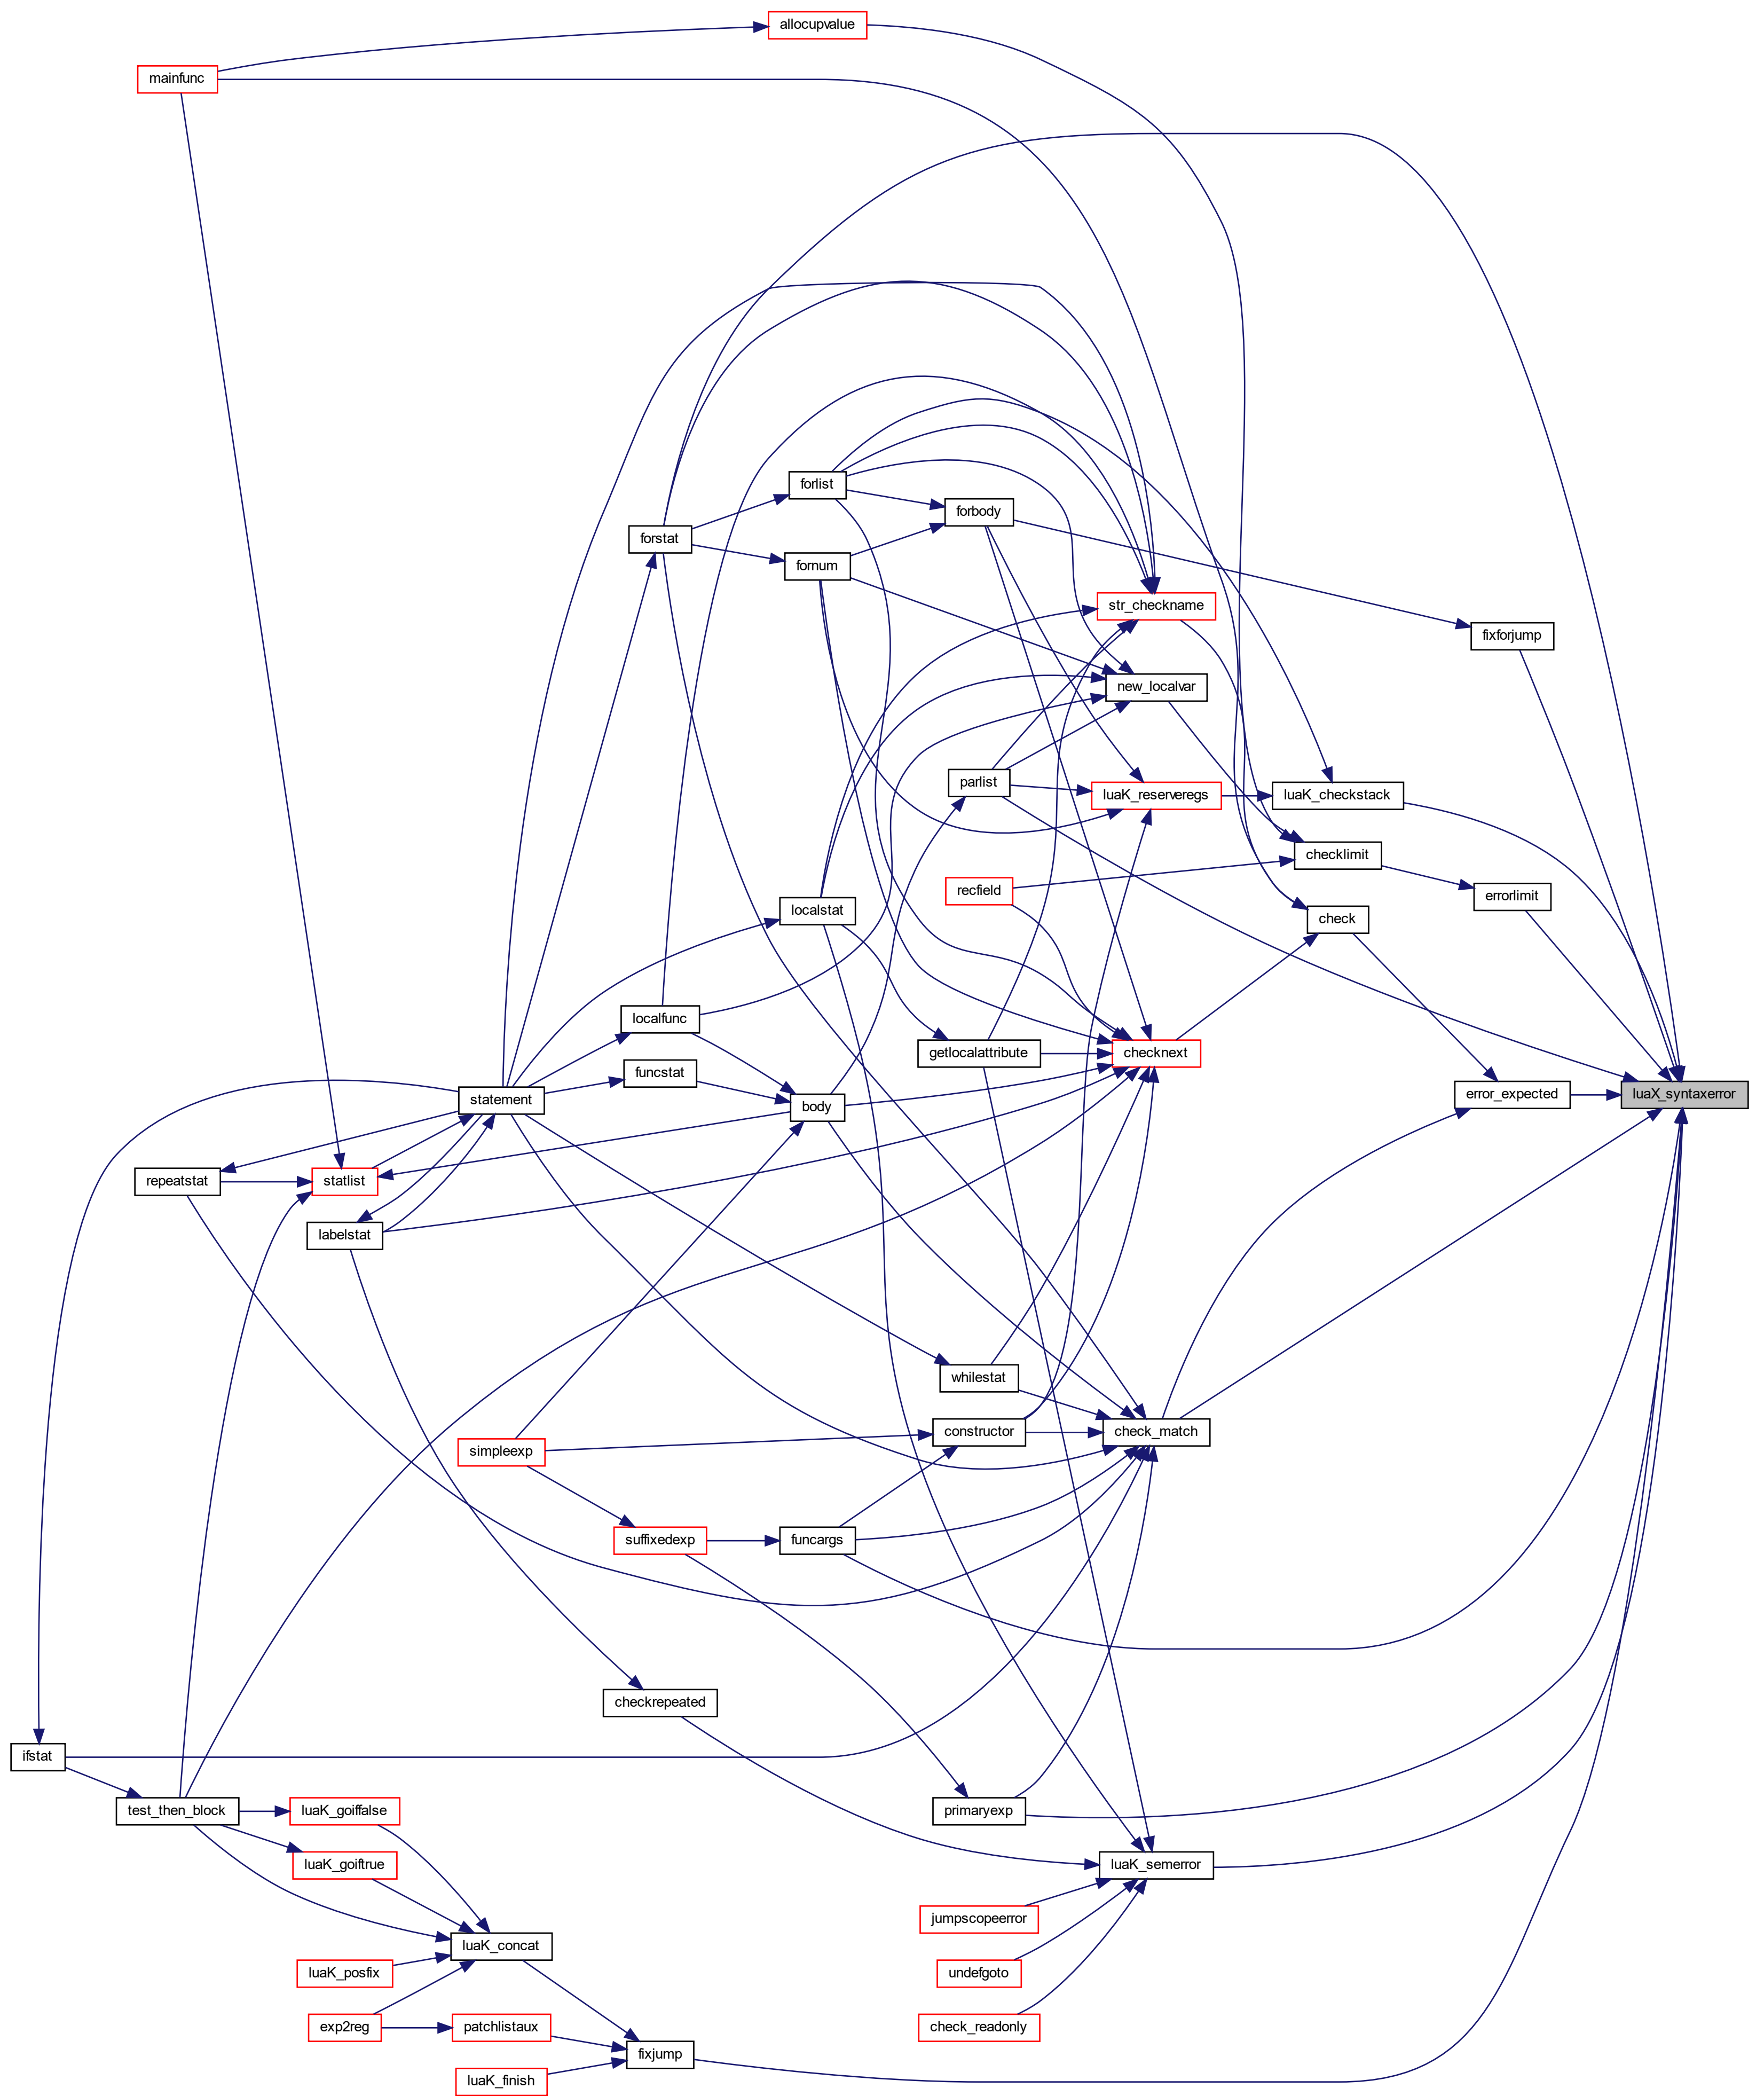 allocupvalue
mainfunc
forlist
forbody
forstat
fornum
str_checkname
fixforjump
new_localvar
parlist
luaK_reserveregs
luaK_checkstack
checklimit
recfield
errorlimit
localstat
check
localfunc
getlocalattribute
checknext
funcstat
statement
body
error_expected
luaX_syntaxerror
repeatstat
statlist
labelstat
whilestat
constructor
check_match
simpleexp
suffixedexp
funcargs
checkrepeated
ifstat
test_then_block
luaK_goiffalse
primaryexp
luaK_goiftrue
luaK_semerror
jumpscopeerror
luaK_concat
luaK_posfix
undefgoto
exp2reg
patchlistaux
check_readonly
fixjump
luaK_finish